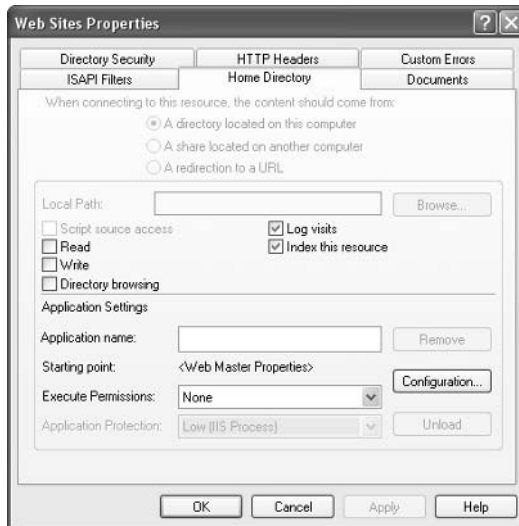 Web Sites Properties
Directory Security HTTP Headers Custom Errors
ISAPI Filters Home Directory Documents
When connecting to this resource, the content should come from:
A directory located on this computer
A share located on another computer
A redirection to a URL
Local Path: Browse...
Script source access Log visits
Read Index this resource
Write
Directory browsing
Application Settings
Application name: Remove
Starting point: <Web Master Properties>
Configuration...
Execute Permissions: None
Application Protection: Low (IIS Process) Unload
OK Cancel Apply Help